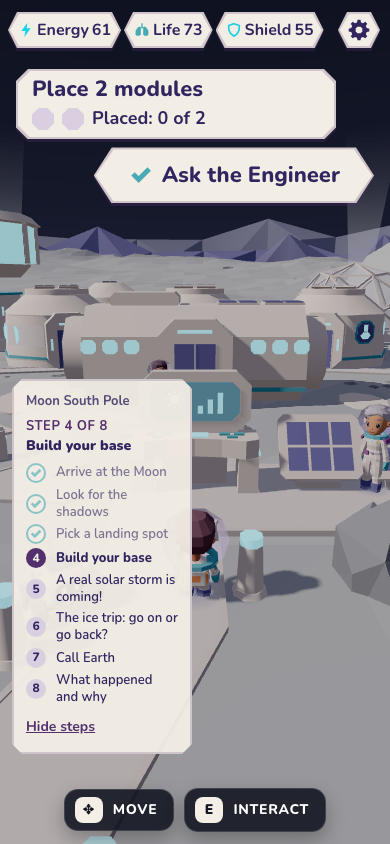 Energy 61
Life 73
Shield 55
Place 2 modules
Placed: 0 of 2
Ask the Engineer
Moon South Pole
STEP 4 OF 8
Build your base
Arrive at the Moon
Look for the
shadows
Pick a landing spot
4 Build your base
5 A real solar storm is
coming!
6 The ice trip: go on or
go back?
7 Call Earth
8 What happened
and why
Hide steps
MOVE
E INTERACT